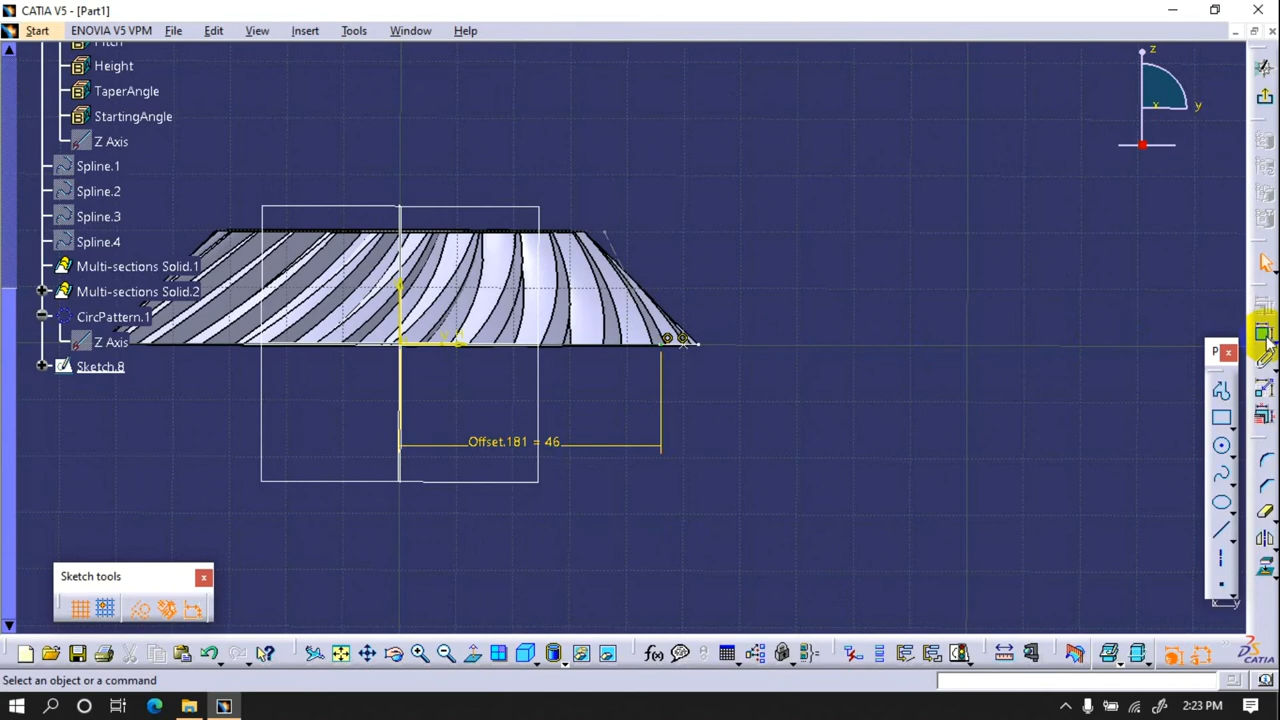 CATIA V5 - [Part1]
Start ENOVIA V5 VPM File Edit View Insert Tools Window Help
Pitch
Height
TaperAngle
StartingAngle
Z Axis
Spline.1
Spline.2
Spline.3
Spline.4
Multi-sections Solid.1
Multi-sections Solid.2
CircPattern.1
Z Axis
Sketch.8
z
x
y
P...
Offset.181 = 46
Sketch tools
x y
f(x)
CATIA
Select an object or a command
2:23 PM